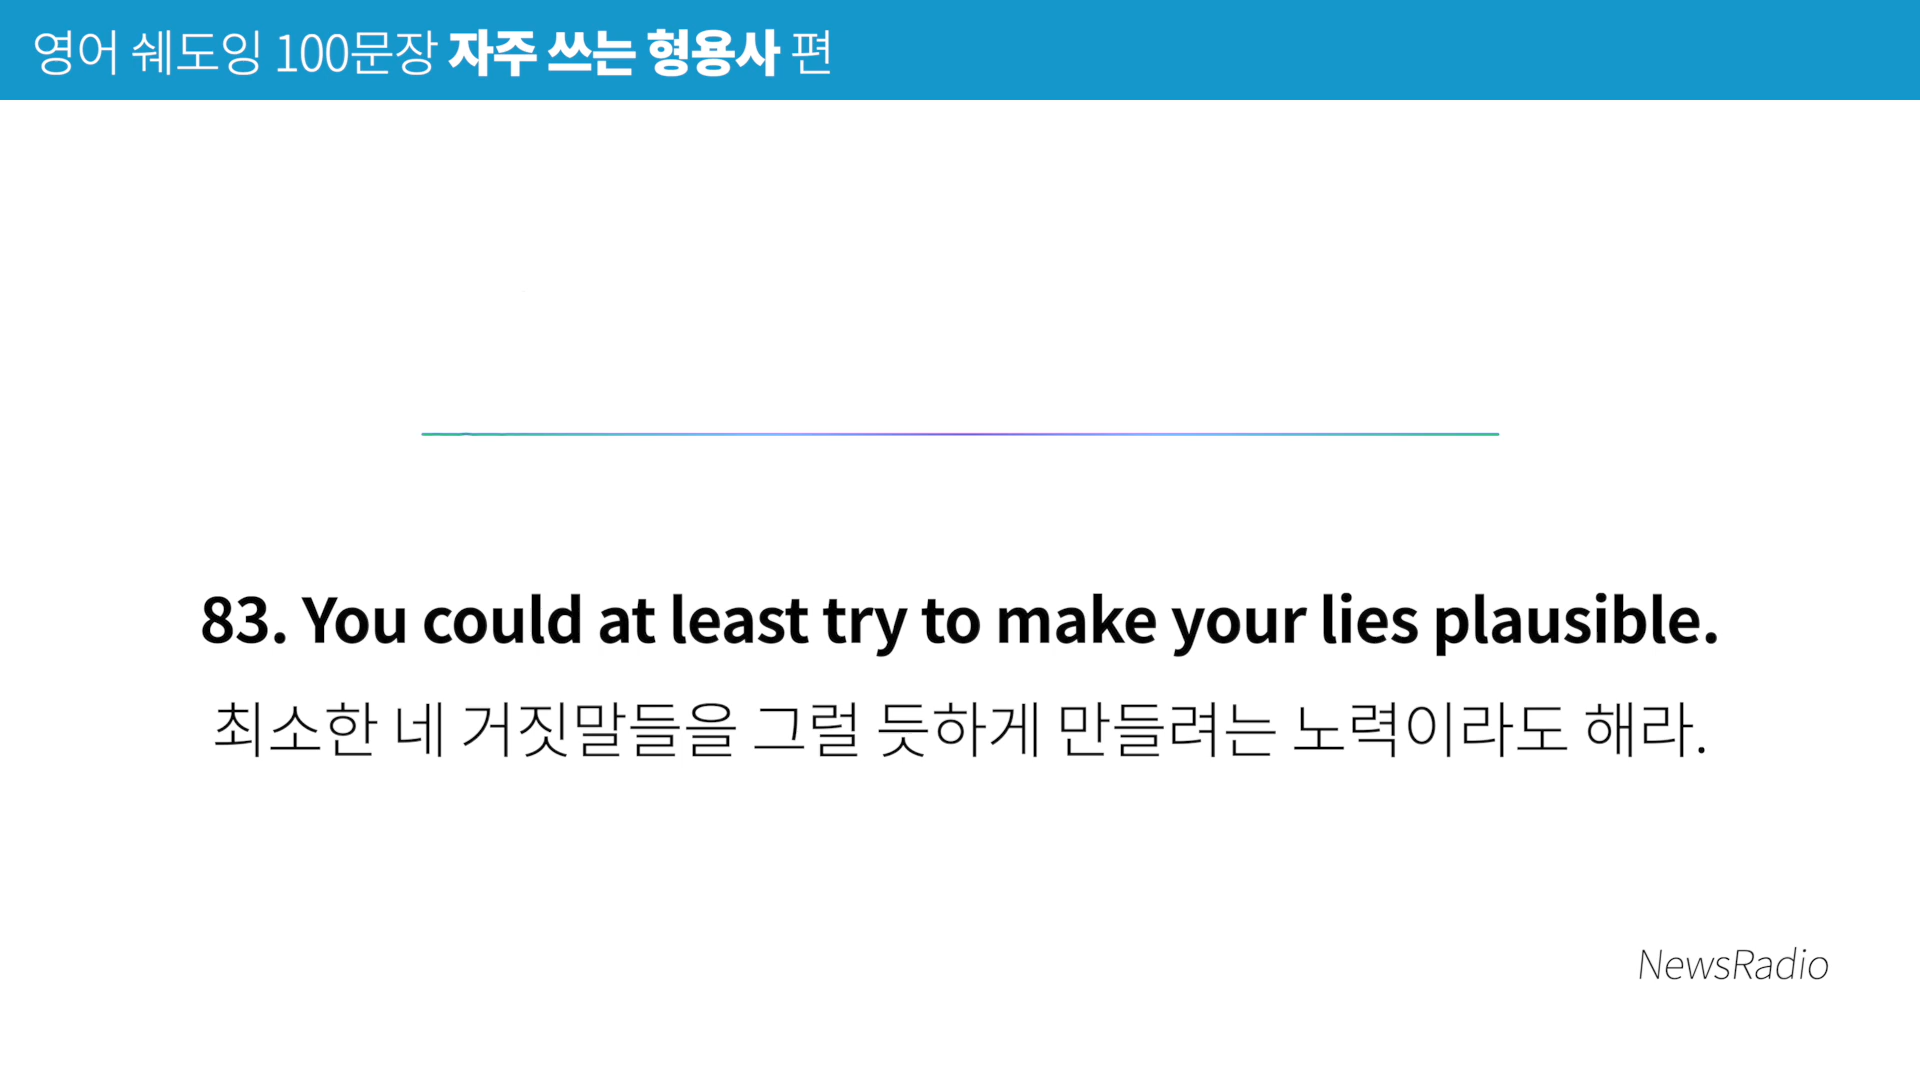 영어 쉐도잉 100문장 자주 쓰는 형용사 편
83. You could at least try to make your lies plausible.
최소한 네 거짓말들을 그럴 듯하게 만들려는 노력이라도 해라.
NewsRadio